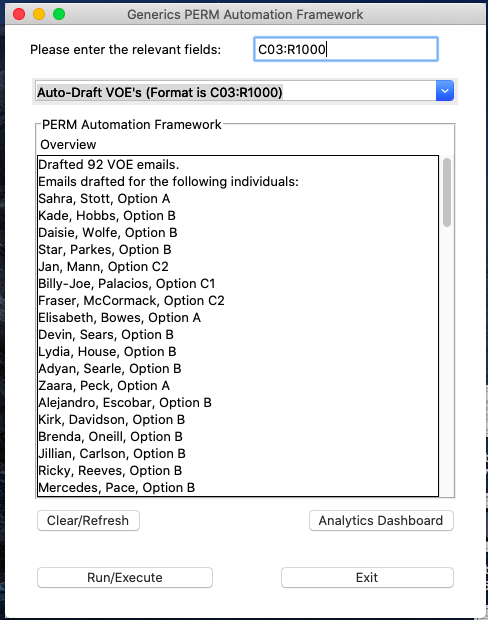 Generics PERM Automation Framework
Please enter the relevant fields: C03:R1000
Auto-Draft VOE's (Format is C03:R1000)
PERM Automation Framework
Overview
Drafted 92 VOE emails.
Emails drafted for the following individuals:
Sahra, Stott, Option A
Kade, Hobbs, Option B
Daisie, Wolfe, Option B
Star, Parkes, Option B
Jan, Mann, Option C2
Billy-Joe, Palacios, Option C1
Fraser, McCormack, Option C2
Elisabeth, Bowes, Option A
Devin, Sears, Option B
Lydia, House, Option B
Adyan, Searle, Option B
Zaara, Peck, Option A
Alejandro, Escobar, Option B
Kirk, Davidson, Option B
Brenda, Oneill, Option B
Jillian, Carlson, Option B
Ricky, Reeves, Option B
Mercedes, Pace, Option B
Clear/Refresh Analytics Dashboard
Run/Execute Exit